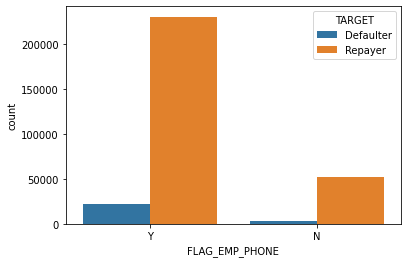 TARGET
Defaulter
Repayer
count
200000
150000
100000
50000
0
Y
N
FLAG_EMP_PHONE